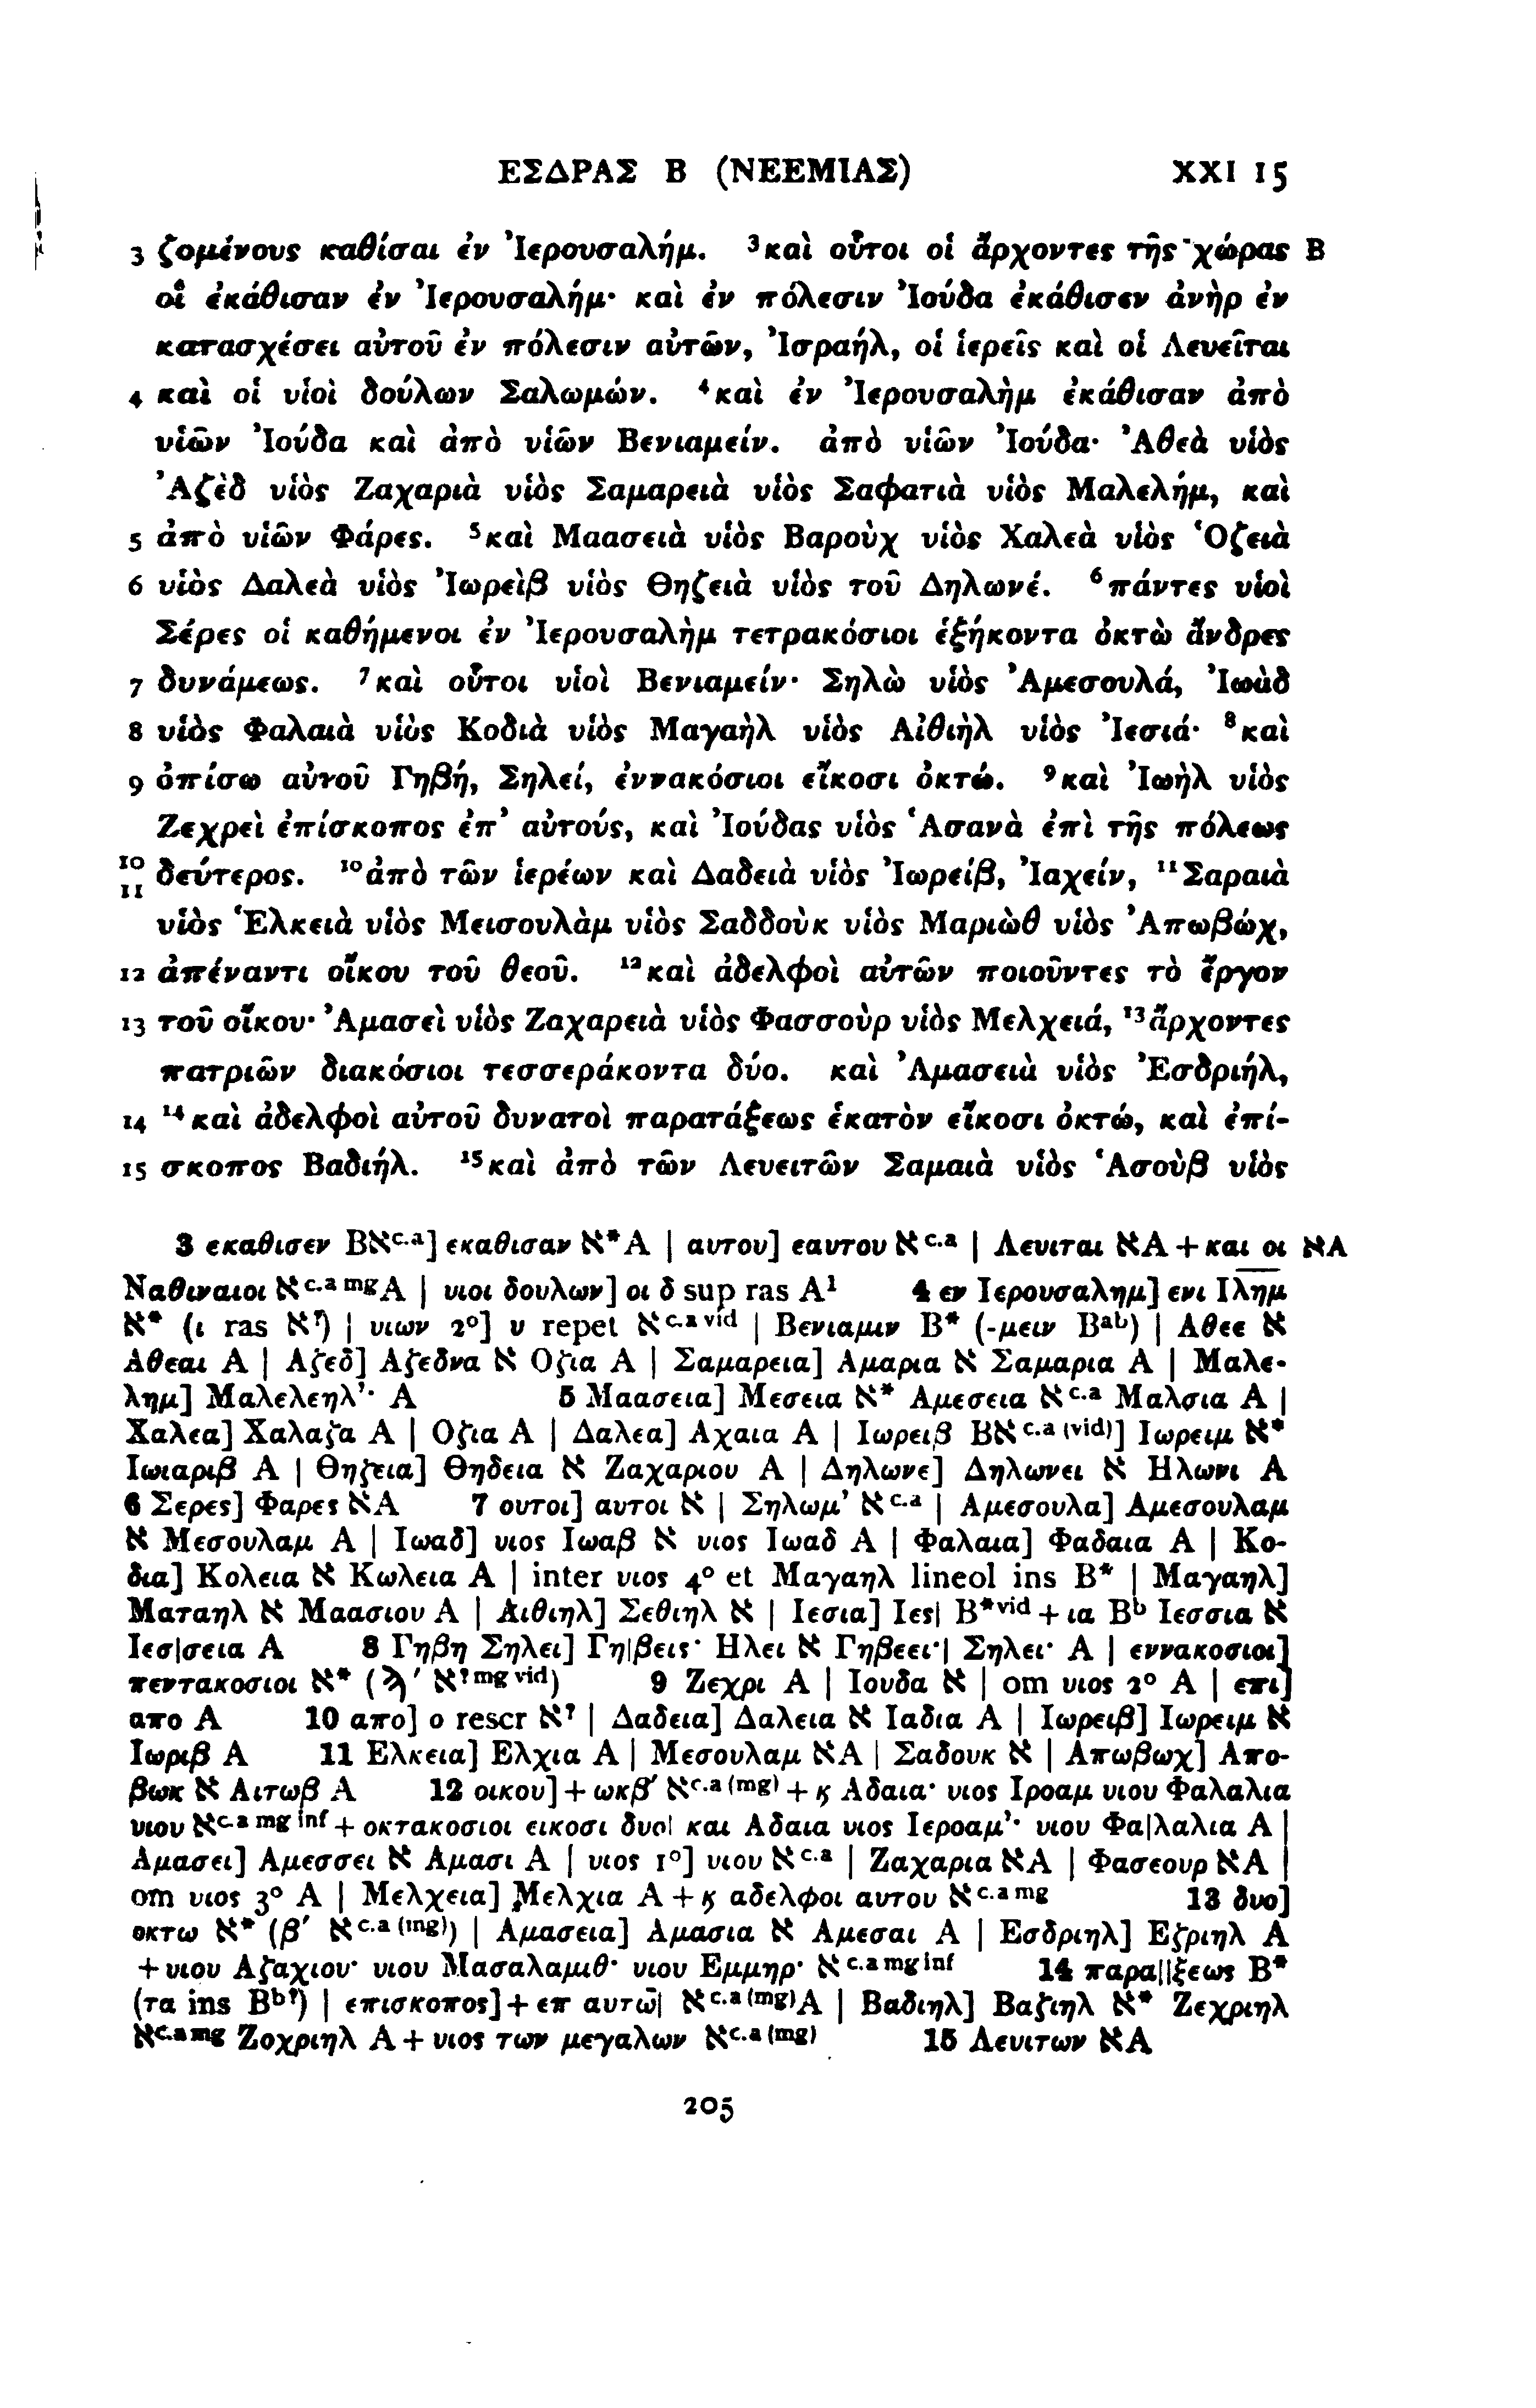 ΕΣΔΡΑΣ Β (ΝΕΕΜΙΑΣ) XXI 15
3 ζομένους καθίσαι ἐν Ἰερουσαλήμ. ³καὶ οὗτοι οἱ ἄρχοντες τῆς χώρας B
οἳ ἐκάθισαν ἐν Ἰερουσαλήμ· καὶ ἐν πόλεσιν Ἰούδα ἐκάθισεν ἀνὴρ ἐν
κατασχέσει αὐτοῦ ἐν πόλεσιν αὐτῶν, Ἰσραήλ, οἱ ἱερεῖς καὶ οἱ Λευεῖται
4 καὶ οἱ υἱοὶ δούλων Σαλωμών. ⁴καὶ ἐν Ἰερουσαλὴμ ἐκάθισαν ἀπὸ
υἱῶν Ἰούδα καὶ ἀπὸ υἱῶν Βενιαμείν. ἀπὸ υἱῶν Ἰούδα· Ἀθεὰ υἱὸς
Ἀζὲδ υἱὸς Ζαχαριὰ υἱὸς Σαμαρειὰ υἱὸς Σαφατιὰ υἱὸς Μαλελήμ, καὶ
5 ἀπὸ υἱῶν Φάρες. ⁵καὶ Μαασειὰ υἱὸς Βαροὺχ υἱὸς Χαλεὰ υἱὸς Ὁζειὰ
6 υἱὸς Δαλεὰ υἱὸς Ἰωρεὶβ υἱὸς Θηζειὰ υἱὸς τοῦ Δηλωνέ. ⁶πάντες υἱοὶ
Σέρες οἱ καθήμενοι ἐν Ἰερουσαλὴμ τετρακόσιοι ἑξήκοντα ὀκτὼ ἄνδρες
7 δυνάμεως. ⁷καὶ οὗτοι υἱοὶ Βενιαμείν· Σηλὼ υἱὸς Ἀμεσουλά, Ἰωὰδ
8 υἱὸς Φαλαιὰ υἱὸς Κοδιὰ υἱὸς Μαγαὴλ υἱὸς Αἰθιὴλ υἱὸς Ἰεσιά· ⁸καὶ
9 ὀπίσω αὐτοῦ Γηβή, Σηλεί, ἐννακόσιοι εἴκοσι ὀκτώ. ⁹καὶ Ἰωὴλ υἱὸς
Ζεχρεὶ ἐπίσκοπος ἐπ᾽ αὐτούς, καὶ Ἰούδας υἱὸς Ἁσανὰ ἐπὶ τῆς πόλεως
10 11 δεύτερος. ¹⁰ἀπὸ τῶν ἱερέων καὶ Δαδειὰ υἱὸς Ἰωρείβ, Ἰαχείν, ¹¹Σαραιὰ
υἱὸς Ἑλκειὰ υἱὸς Μεισουλὰμ υἱὸς Σαδδοὺκ υἱὸς Μαριὼθ υἱὸς Ἀπωβώχ,
12 ἀπέναντι οἴκου τοῦ θεοῦ. ¹²καὶ ἀδελφοὶ αὐτῶν ποιοῦντες τὸ ἔργον
13 τοῦ οἴκου· Ἀμασεὶ υἱὸς Ζαχαρειὰ υἱὸς Φασσοὺρ υἱὸς Μελχειά, ¹³ἄρχοντες
πατριῶν διακόσιοι τεσσεράκοντα δύο. καὶ Ἀμασειὰ υἱὸς Ἐσδριήλ,
14 ¹⁴καὶ ἀδελφοὶ αὐτοῦ δυνατοὶ παρατάξεως ἑκατὸν εἴκοσι ὀκτώ, καὶ ἐπί-
15 σκοπος Βαδιήλ. ¹⁵καὶ ἀπὸ τῶν Λευειτῶν Σαμαιὰ υἱὸς Ἁσοὺβ υἱὸς
3 εκαθισεν Bא^c.a] εκαθισαν א*A | αυτου] εαυτου א^c.a | Λευιται אA + και οι אA
Ναθιναιοι א^c.a mg A | υιοι δουλων] οι δ sup ras A¹ 4 εν Ιερουσαλημ] ενι Ιλημ
א* (ι ras א?) | υιων 2°] υ repet א^c.a vid | Βενιαμιν B* (-μειν B^ab) | Αθεε א
Αθεαι A | Αζεδ] Αζεδνα א Οζια A | Σαμαρεια] Αμαρια א Σαμαρια A | Μαλε-
λημ] Μαλελεηλ᾽· A 5 Μαασεια] Μεσεια א* Αμεσεια א^c.a Μαλσια A |
Χαλεα] Χαλαζα A | Οζια A | Δαλεα] Αχαια A | Ιωρειβ Bא^c.a (vid)] Ιωρειμ א*
Ιωιαριβ A | Θηζεια] Θηδεια א Ζαχαριου A | Δηλωνε] Δηλωνει א Ηλωνι A
6 Σερες] Φαρες אA 7 ουτοι] αυτοι א | Σηλωμ᾽ א^c.a | Αμεσουλα] Αμεσουλαμ
א Μεσουλαμ A | Ιωαδ] υιος Ιωαβ א υιος Ιωαδ A | Φαλαια] Φαδαια A | Κο-
δια] Κολεια א Κωλεια A | inter υιος 4° et Μαγαηλ lineol ins B* | Μαγαηλ]
Ματαηλ א Μαασιου A | Αιθιηλ] Σεθιηλ א | Ιεσια] Ιεs| B*vid + ια B^b Ιεσσια א
Ιεσ|σεια A 8 Γηβη Σηλει] Γη|βεις· Ηλει א Γηβεει·| Σηλει· A | εννακοσιοι]
πεντακοσιοι א* (ϡ′ א^? mg vid) 9 Ζεχρι A | Ιουδα א | om υιος 2° A | επι]
απο A 10 απο] ο rescr א? | Δαδεια] Δαλεια א Ιαδια A | Ιωρειβ] Ιωρειμ א
Ιωριβ A 11 Ελκεια] Ελχια A | Μεσουλαμ אA | Σαδουκ א | Απωβωχ] Απο-
βωκ א Αιτωβ A 12 οικου] + ωκβ′ א^c.a (mg) + ϗ Αδαια· υιος Ιροαμ υιου Φαλαλια
υιου א^c.a mg inf + οκτακοσιοι εικοσι δυο| και Αδαια υιος Ιεροαμ᾽· υιου Φα|λαλια A |
Αμασει] Αμεσσει א Αμασι A | υιος 1°] υιου א^c.a | Ζαχαρια אA | Φασεουρ אA |
om υιος 3° A | Μελχεια] Μελχια A + ϗ αδελφοι αυτου א^c.a mg 13 δυο]
οκτω א* (β′ א^c.a (mg)) | Αμασεια] Αμασια א Αμεσαι A | Εσδριηλ] Εζριηλ A
+ υιου Αζαχιου· υιου Μασαλαμιθ· υιου Εμμηρ· א^c.a mg inf 14 παρα||ξεως B*
(τα ins B^b?) | επισκοπος] + επ αυτω̄| א^c.a (mg) A | Βαδιηλ] Βαζιηλ א* Ζεχριηλ
א^c.a mg Ζοχριηλ A + υιος των μεγαλων א^c.a (mg) 15 Λευιτων אA
205